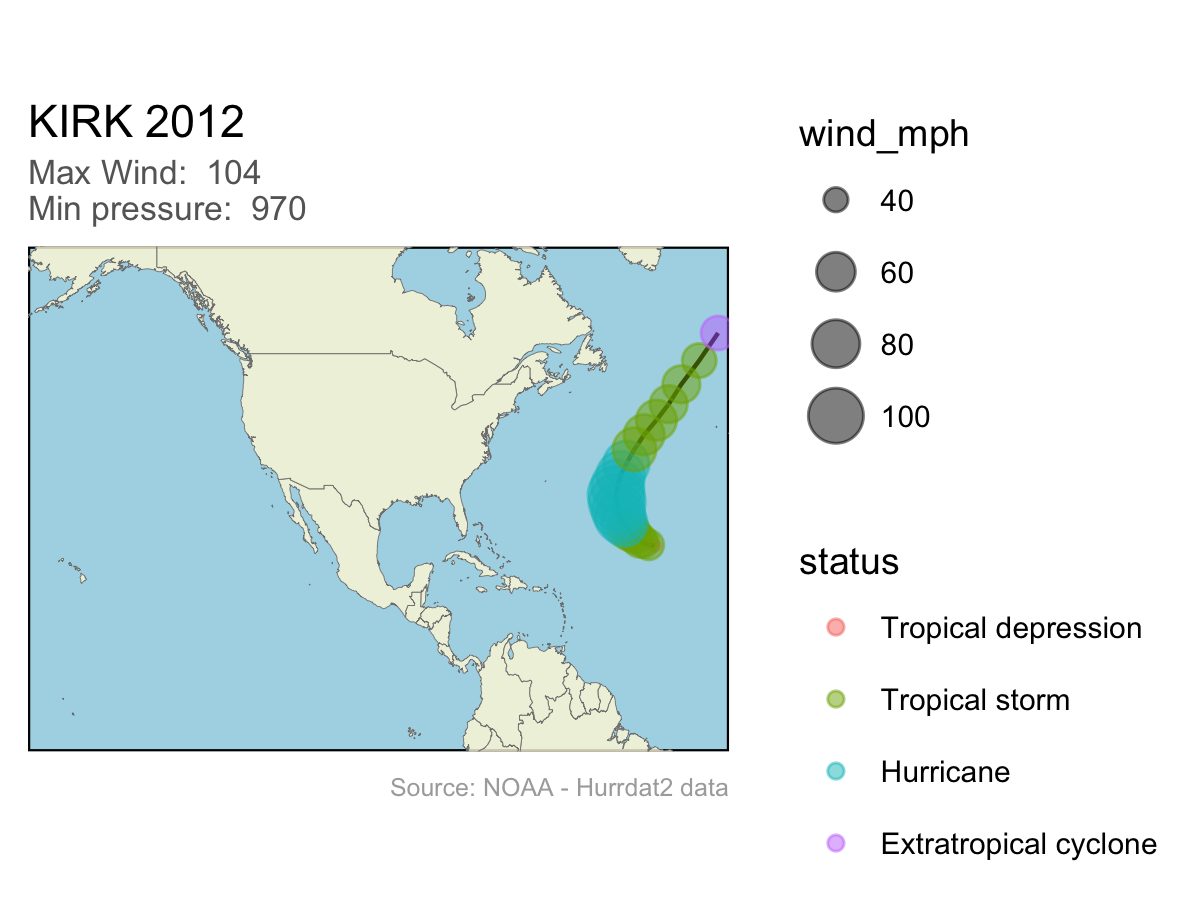 KIRK 2012
Max Wind:  104
Min pressure:  970
Source: NOAA - Hurrdat2 data
wind_mph
40
60
80
100
status
Tropical depression
Tropical storm
Hurricane
Extratropical cyclone